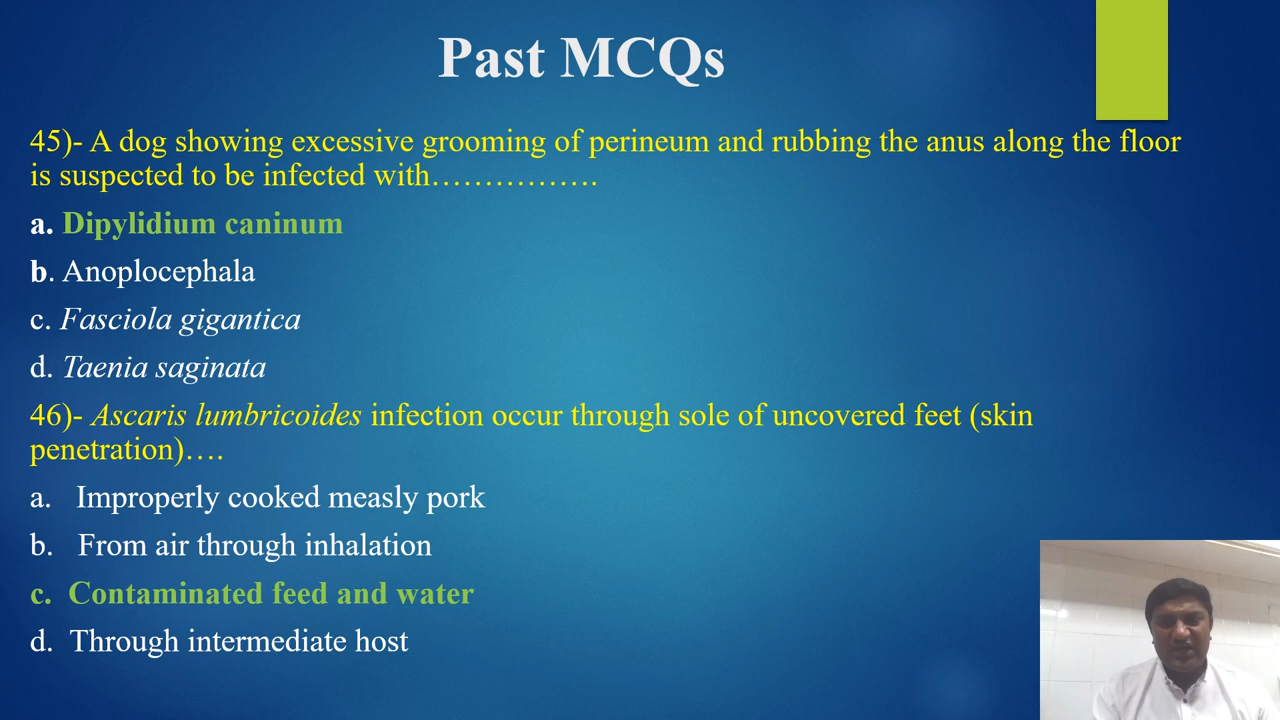 Past MCQs
45)- A dog showing excessive grooming of perineum and rubbing the anus along the floor
is suspected to be infected with…………….
a. Dipylidium caninum
b. Anoplocephala
c. Fasciola gigantica
d. Taenia saginata
46)- Ascaris lumbricoides infection occur through sole of uncovered feet (skin
penetration)….
a. Improperly cooked measly pork
b. From air through inhalation
c. Contaminated feed and water
d. Through intermediate host